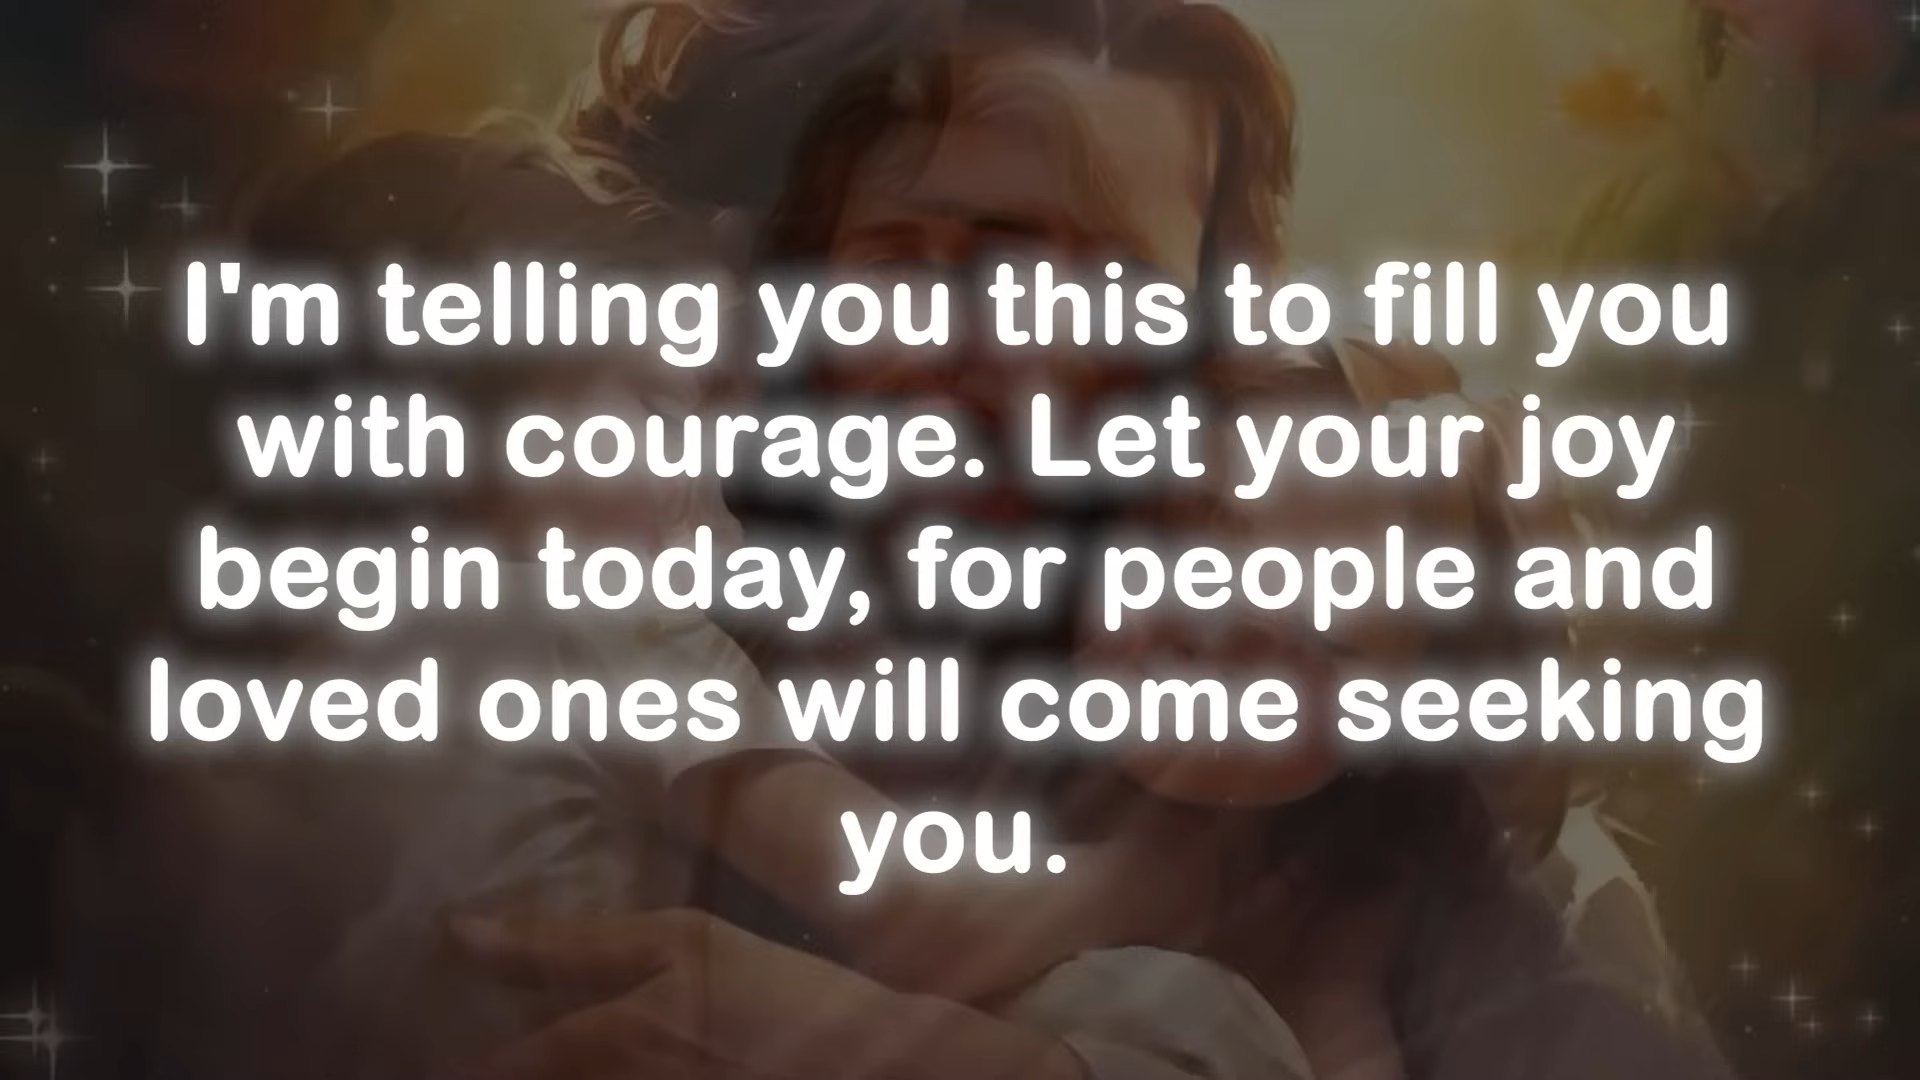 I'm telling you this to fill you
with courage. Let your joy
begin today, for people and
loved ones will come seeking
you.